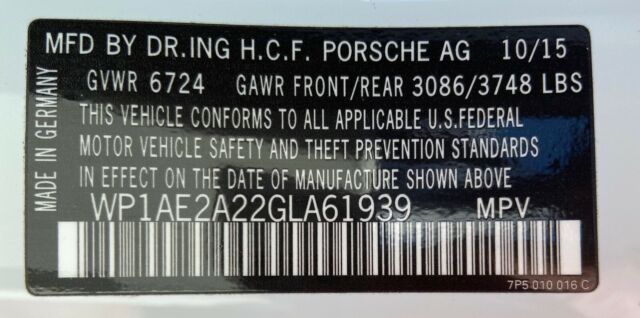 MFD BY DR.ING H.C.F. PORSCHE AG 10/15
GVWR 6724 GAWR FRONT/REAR 3086/3748 LBS
THIS VEHICLE CONFORMS TO ALL APPLICABLE U.S.FEDERAL
MOTOR VEHICLE SAFETY AND THEFT PREVENTION STANDARDS
IN EFFECT ON THE DATE OF MANUFACTURE SHOWN ABOVE.
WP1AE2A22GLA61939 MPV
7P5 010 016 C
MADE IN GERMANY